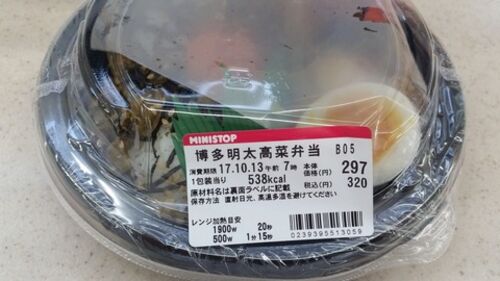 MINISTOP
博多明太高菜弁当 B05
消費期限 17.10.13 午前 7時 本体価格(円) 297
1包装当り 538kcal 税込(円) 320
原材料名は裏面ラベルに記載
保存方法 直射日光、高温多湿を避けてください
レンジ加熱目安
1900W 20秒
500W 1分15秒
0239395513059